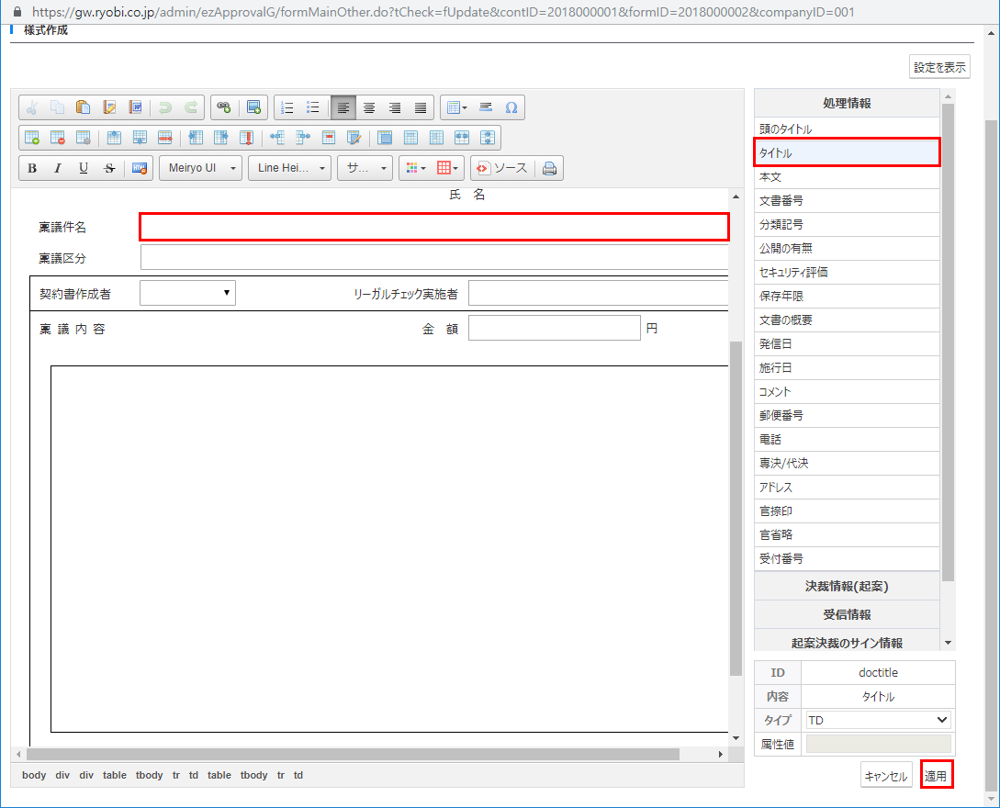 https://gw.ryobi.co.jp/admin/ezApprovalG/formMainOther.do?tCheck=fUpdate&contID=2018000001&formID=2018000002&companyID=001
様式作成
設定を表示
B I U S Meiryo UI Line Hei... サ... ソース
氏 名
稟議件名
稟議区分
契約書作成者 リーガルチェック実施者
稟 議 内 容 金 額 円
body div div table tbody tr td table tbody tr td
処理情報
頭のタイトル
タイトル
本文
文書番号
分類記号
公開の有無
セキュリティ評価
保存年限
文書の概要
発信日
施行日
コメント
郵便番号
電話
専決/代決
アドレス
官捺印
官省略
受付番号
決裁情報(起案)
受信情報
起案決裁のサイン情報
ID doctitle
内容 タイトル
タイプ TD
属性値
キャンセル 適用